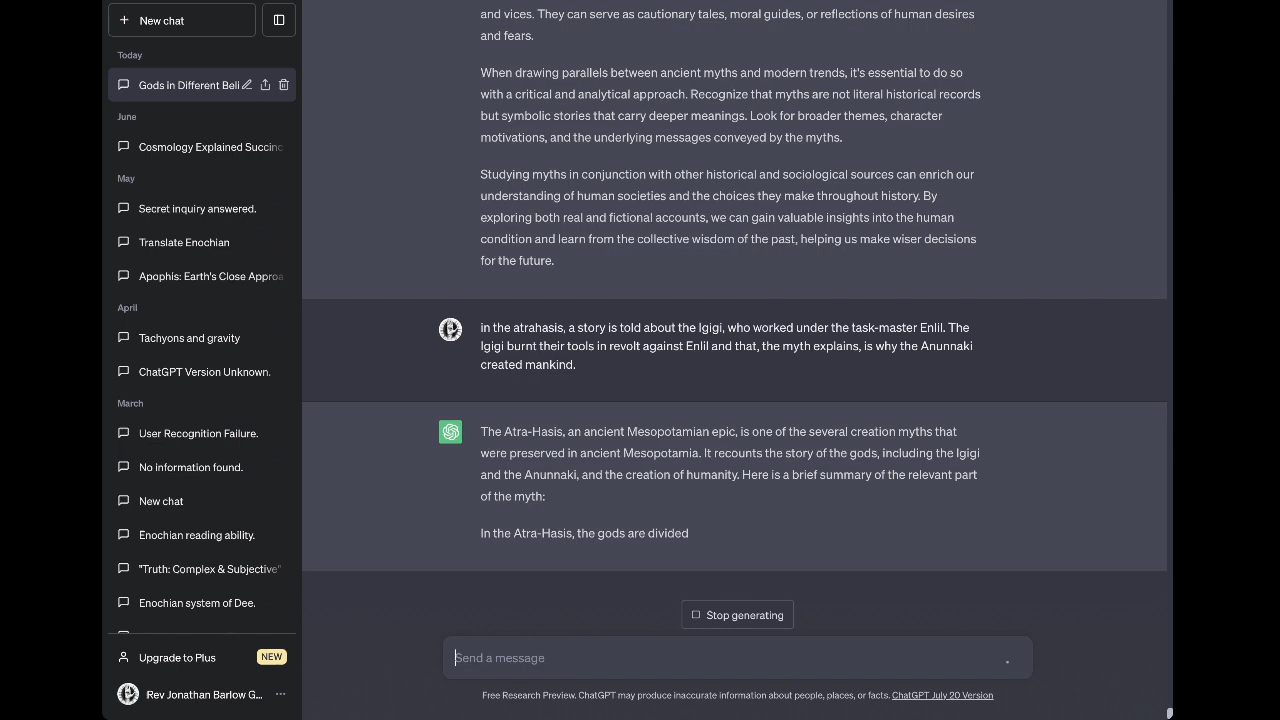 New chat
Today
Gods in Different Beli
June
Cosmology Explained Succinc
May
Secret inquiry answered.
Translate Enochian
Apophis: Earth's Close Approa
April
Tachyons and gravity
ChatGPT Version Unknown.
March
User Recognition Failure.
No information found.
New chat
Enochian reading ability.
"Truth: Complex & Subjective"
Enochian system of Dee.
Upgrade to Plus NEW
Rev Jonathan Barlow G...
and vices. They can serve as cautionary tales, moral guides, or reflections of human desires
and fears.
When drawing parallels between ancient myths and modern trends, it's essential to do so
with a critical and analytical approach. Recognize that myths are not literal historical records
but symbolic stories that carry deeper meanings. Look for broader themes, character
motivations, and the underlying messages conveyed by the myths.
Studying myths in conjunction with other historical and sociological sources can enrich our
understanding of human societies and the choices they make throughout history. By
exploring both real and fictional accounts, we can gain valuable insights into the human
condition and learn from the collective wisdom of the past, helping us make wiser decisions
for the future.
in the atrahasis, a story is told about the Igigi, who worked under the task-master Enlil. The
Igigi burnt their tools in revolt against Enlil and that, the myth explains, is why the Anunnaki
created mankind.
The Atra-Hasis, an ancient Mesopotamian epic, is one of the several creation myths that
were preserved in ancient Mesopotamia. It recounts the story of the gods, including the Igigi
and the Anunnaki, and the creation of humanity. Here is a brief summary of the relevant part
of the myth:
In the Atra-Hasis, the gods are divided
Stop generating
Send a message
Free Research Preview. ChatGPT may produce inaccurate information about people, places, or facts. ChatGPT July 20 Version